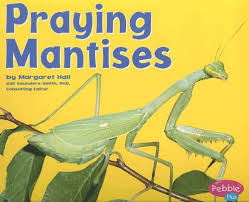 Praying
Mantises
by Margaret Hall
Gail Saunders-Smith, PhD,
Consulting Editor
Pebble
Plus